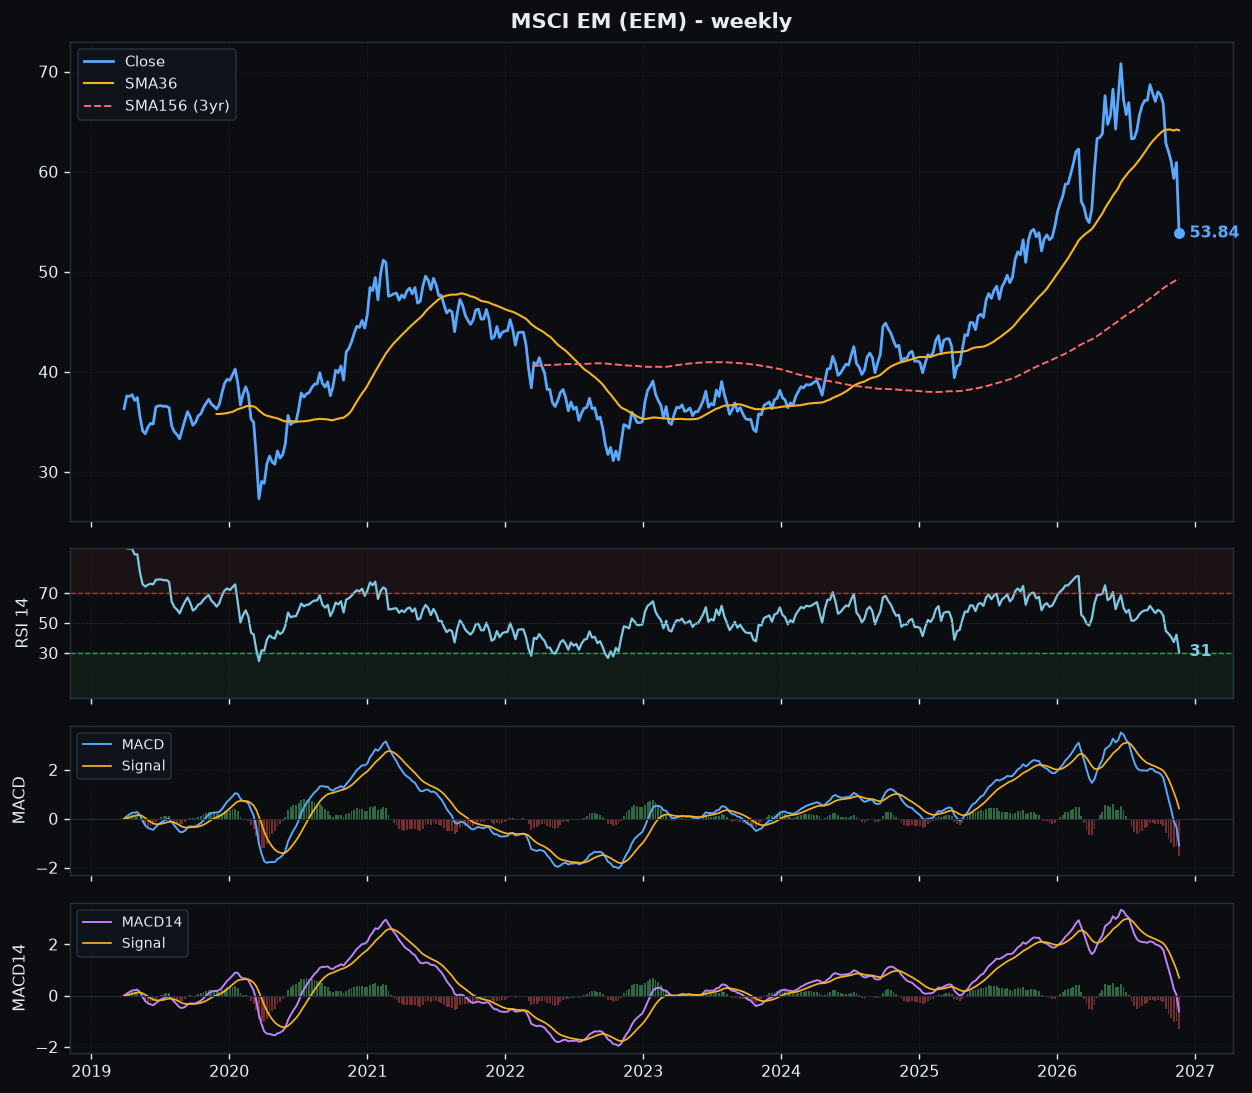 MSCI EM (EEM) - weekly
Close
SMA36
SMA156 (3yr)
70
60
50
40
30
53.84
RSI 14
70
50
30
31
MACD
MACD
Signal
2
0
−2
MACD14
MACD14
Signal
2
0
−2
2019 2020 2021 2022 2023 2024 2025 2026 2027